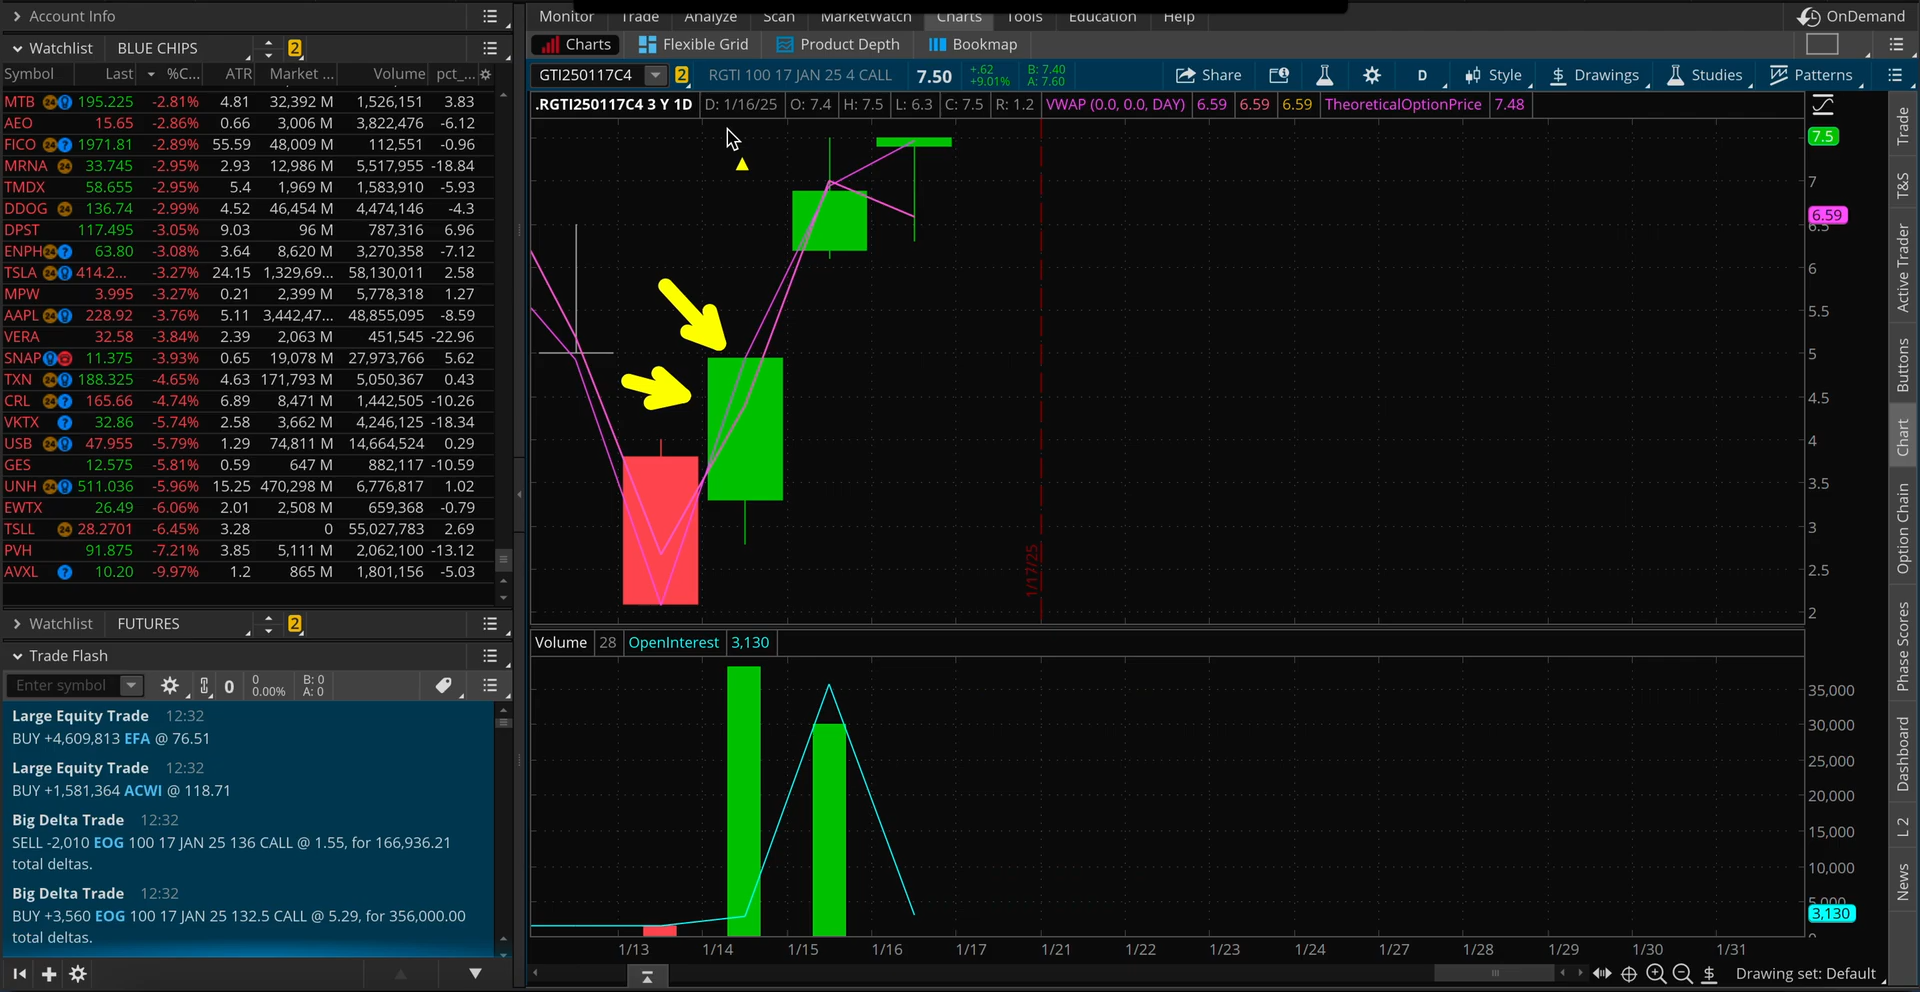 Account Info
Monitor Trade Analyze Scan MarketWatch Charts Tools Education Help OnDemand
Watchlist BLUE CHIPS 2
Charts Flexible Grid Product Depth Bookmap
Symbol Last %C... ATR Market ... Volume pct_...
GTI250117C4 2 RGTI 100 17 JAN 25 4 CALL 7.50 +.62 +9.01% B: 7.40 A: 7.60 Share D Style Drawings Studies Patterns
.RGTI250117C4 3 Y 1D D: 1/16/25 O: 7.4 H: 7.5 L: 6.3 C: 7.5 R: 1.2 VWAP (0.0, 0.0, DAY) 6.59 6.59 6.59 TheoreticalOptionPrice 7.48
MTB 24 195.225 -2.81% 4.81 32,392 M 1,526,151 3.83
AEO 15.65 -2.86% 0.66 3,006 M 3,822,476 -6.12
FICO 24 ? 1971.81 -2.89% 55.59 48,009 M 112,551 -0.96
MRNA 24 33.745 -2.95% 2.93 12,986 M 5,517,955 -18.84
TMDX 58.655 -2.95% 5.4 1,969 M 1,583,910 -5.93
DDOG 24 136.74 -2.99% 4.52 46,454 M 4,474,146 -4.3
DPST 117.495 -3.05% 9.03 96 M 787,316 6.96
ENPH 24 ? 63.80 -3.08% 3.64 8,620 M 3,270,358 -7.12
TSLA 24 414.2... -3.27% 24.15 1,329,69... 58,130,011 2.58
MPW 3.995 -3.27% 0.21 2,399 M 5,778,318 1.27
AAPL 24 228.92 -3.76% 5.11 3,442,47... 48,855,095 -8.59
VERA 32.58 -3.84% 2.39 2,063 M 451,545 -22.96
SNAP 11.375 -3.93% 0.65 19,078 M 27,973,766 5.62
TXN 24 188.325 -4.65% 4.63 171,793 M 5,050,367 0.43
CRL 24 ? 165.66 -4.74% 6.89 8,471 M 1,442,505 -10.26
VKTX ? 32.86 -5.74% 2.58 3,662 M 4,246,125 -18.34
USB 24 47.955 -5.79% 1.29 74,811 M 14,664,524 0.29
GES 12.575 -5.81% 0.59 647 M 882,117 -10.59
UNH 24 511.036 -5.96% 15.25 470,298 M 6,776,817 1.02
EWTX 26.49 -6.06% 2.01 2,508 M 659,368 -0.79
TSLL 24 28.2701 -6.45% 3.28 0 55,027,783 2.69
PVH 91.875 -7.21% 3.85 5,111 M 2,062,100 -13.12
AVXL ? 10.20 -9.97% 1.2 865 M 1,801,156 -5.03
7.5
7
6.59
6.5
6
5.5
5
4.5
4
3.5
3
2.5
2
1/17/25
Trade
T&S
Active Trader
Buttons
Chart
Option Chain
Phase Scores
Dashboard
L 2
News
Watchlist FUTURES 2
Volume 28 OpenInterest 3,130
Trade Flash
Enter symbol 0 0 0.00% B: 0 A: 0
Large Equity Trade 12:32
BUY +4,609,813 EFA @ 76.51
Large Equity Trade 12:32
BUY +1,581,364 ACWI @ 118.71
Big Delta Trade 12:32
SELL -2,010 EOG 100 17 JAN 25 136 CALL @ 1.55, for 166,936.21
total deltas.
Big Delta Trade 12:32
BUY +3,560 EOG 100 17 JAN 25 132.5 CALL @ 5.29, for 356,000.00
total deltas.
35,000
30,000
25,000
20,000
15,000
10,000
5,000
3,130
0
1/13 1/14 1/15 1/16 1/17 1/21 1/22 1/23 1/24 1/27 1/28 1/29 1/30 1/31
Drawing set: Default